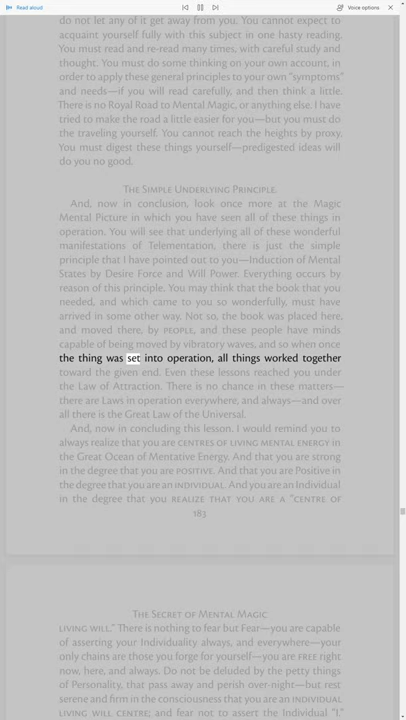 Read aloud
Voice options
do not let any of it get away from you. You cannot expect to
acquaint yourself fully with this subject in one hasty reading.
You must read and re-read many times, with careful study and
thought. You must do some thinking on your own account, in
order to apply these general principles to your own "symptoms"
and needs—if you will read carefully, and then think a little.
There is no Royal Road to Mental Magic, or anything else. I have
tried to make the road a little easier for you—but you must do
the traveling yourself. You cannot reach the heights by proxy.
You must digest these things yourself—predigested ideas will
do you no good.
The Simple Underlying Principle.
And, now in conclusion, look once more at the Magic
Mental Picture in which you have seen all of these things in
operation. You will see that underlying all of these wonderful
manifestations of Telementation, there is just the simple
principle that I have pointed out to you—Induction of Mental
States by Desire Force and Will Power. Everything occurs by
reason of this principle. You may think that the book that you
needed, and which came to you so wonderfully, must have
arrived in some other way. Not so, the book was placed here,
and moved there, by people, and these people have minds
capable of being moved by vibratory waves, and so when once
the thing was set into operation, all things worked together
toward the given end. Even these lessons reached you under
the Law of Attraction. There is no chance in these matters—
there are Laws in operation everywhere, and always—and over
all there is the Great Law of the Universal.
And, now in concluding this lesson. I would remind you to
always realize that you are centres of living mental energy in
the Great Ocean of Mentative Energy. And that you are strong
in the degree that you are positive. And that you are Positive in
the degree that you are an individual. And you are an Individual
in the degree that you realize that you are a "centre of
183
The Secret of Mental Magic
living will." There is nothing to fear but Fear—you are capable
of asserting your Individuality always, and everywhere—your
only chains are those you forge for yourself—you are free right
now, here, and always. Do not be deluded by the petty things
of Personality, that pass away and perish over-night—but rest
serene and firm in the consciousness that you are an individual
living will centre; and fear not to assert the Individual "I."